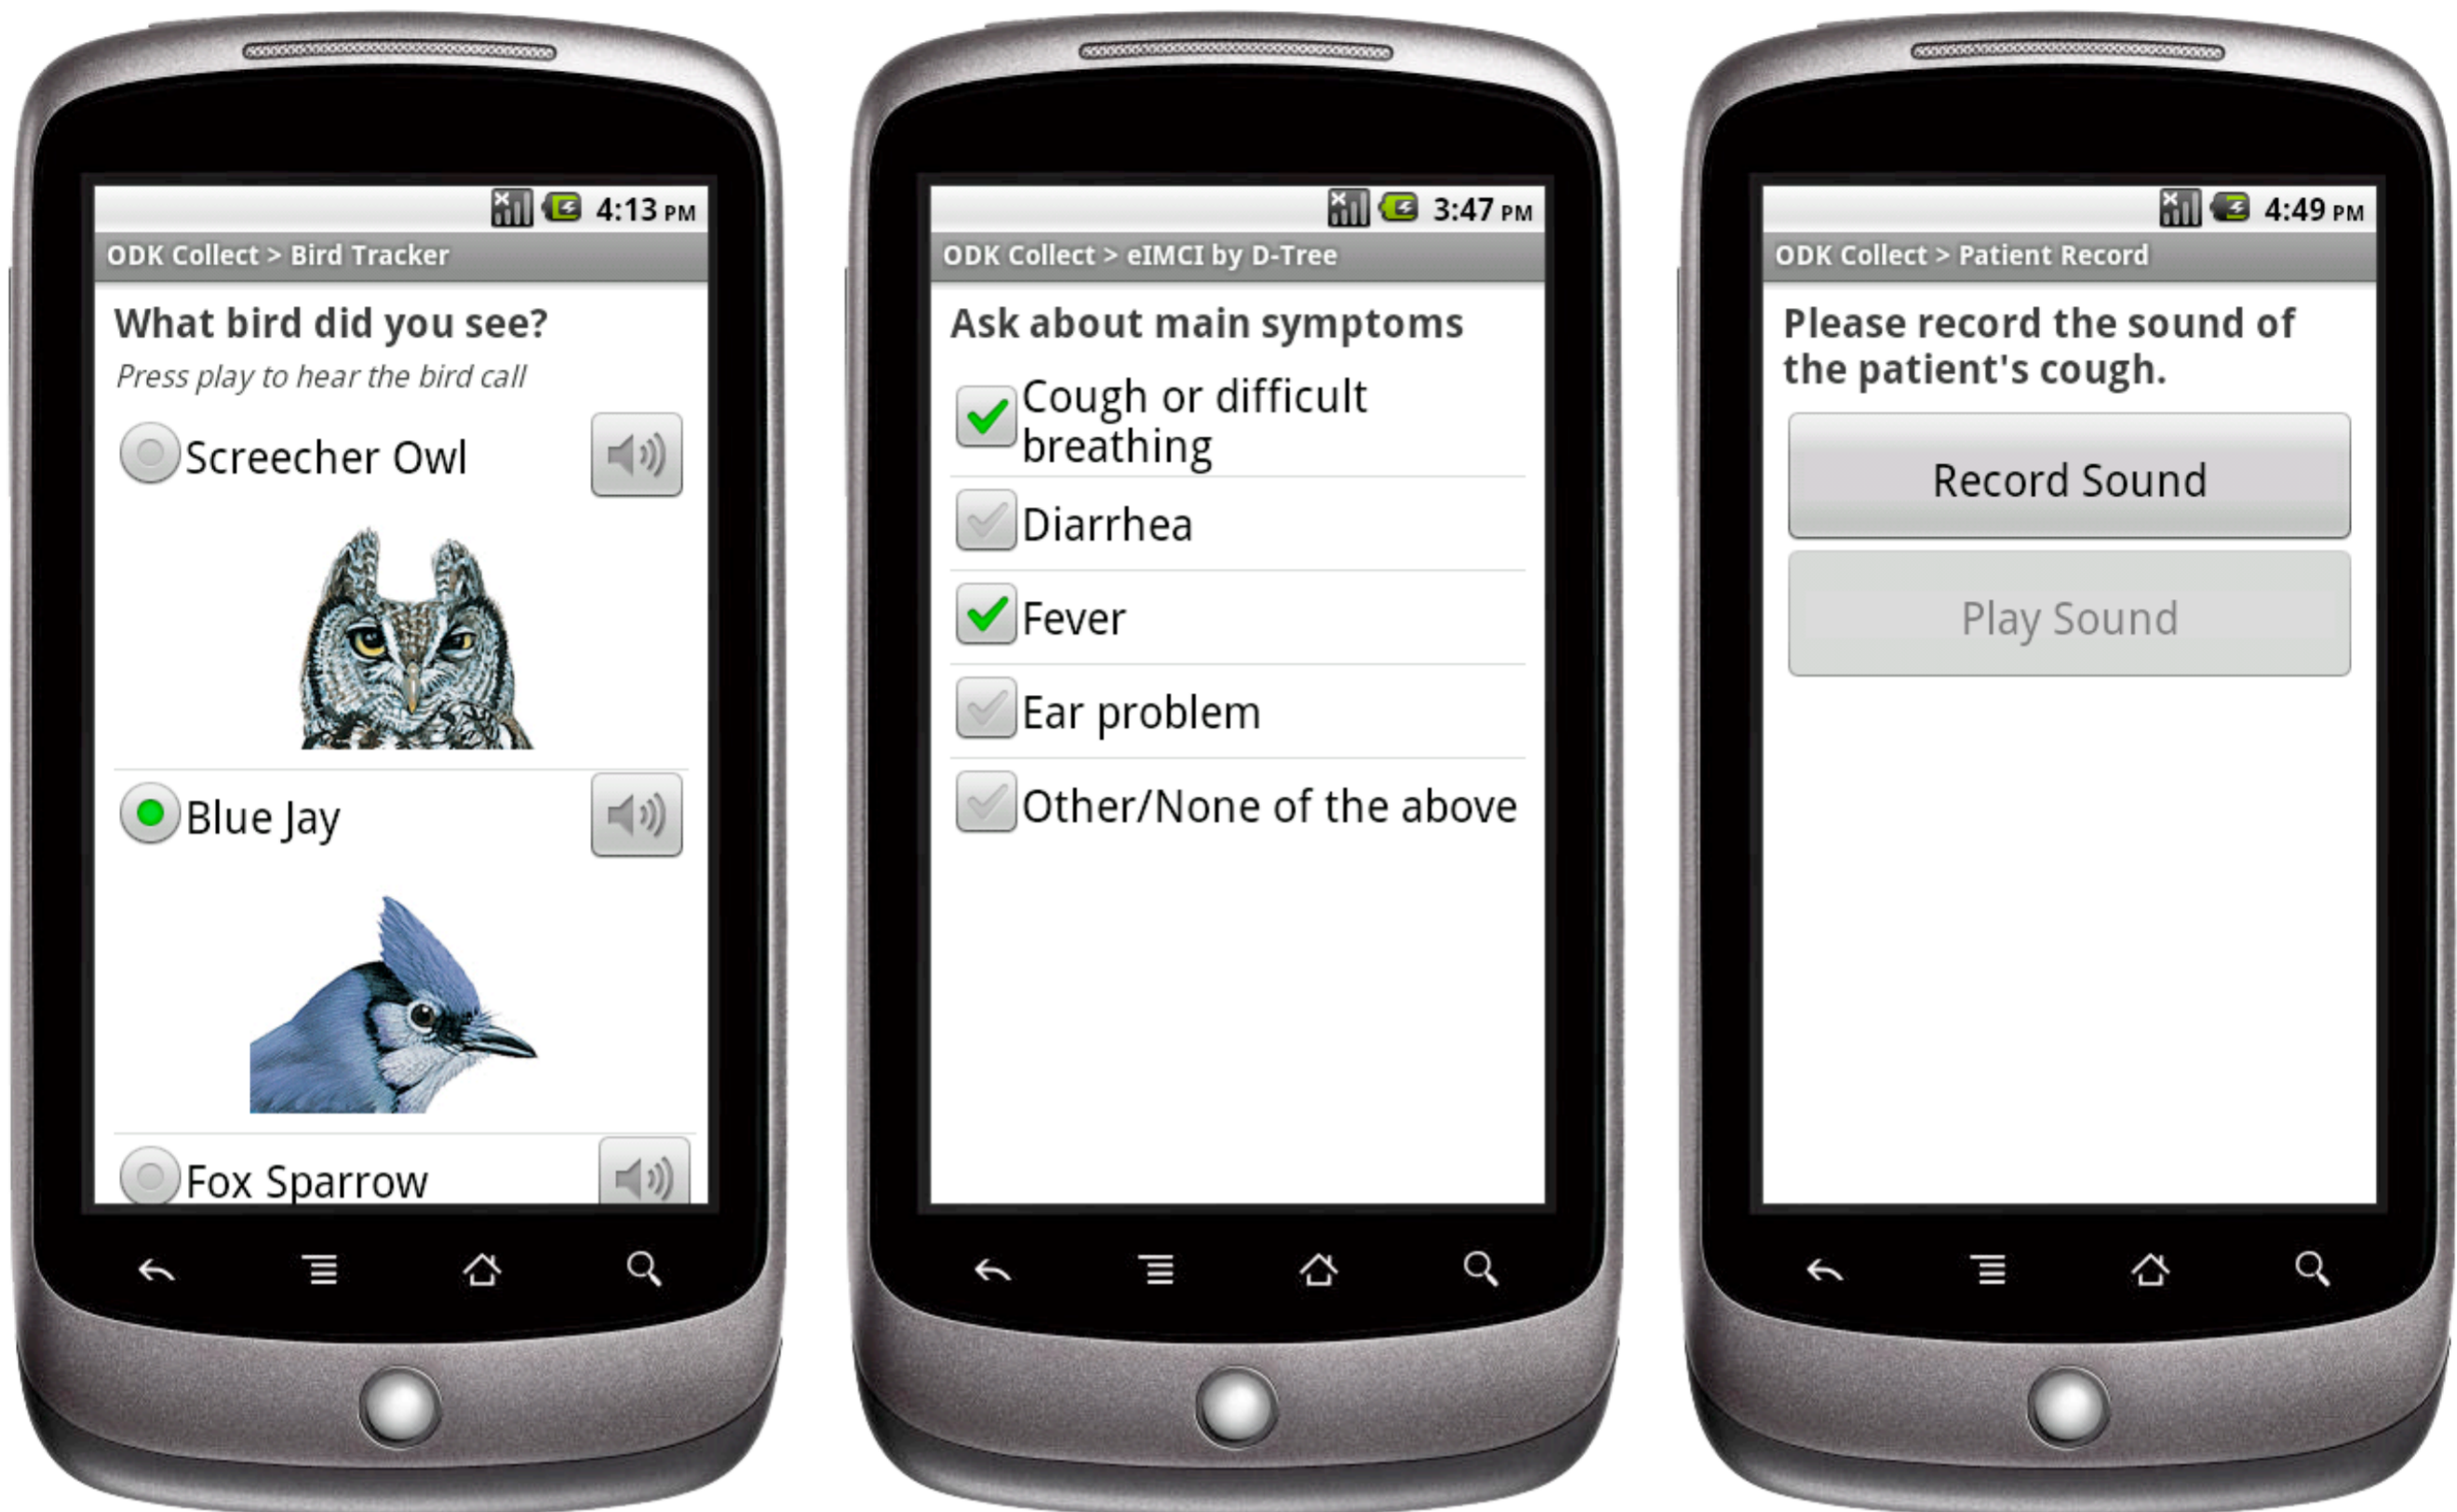 4:13 PM
ODK Collect > Bird Tracker
What bird did you see?
Press play to hear the bird call
Screecher Owl
Blue Jay
Fox Sparrow
3:47 PM
ODK Collect > eIMCI by D-Tree
Ask about main symptoms
Cough or difficult
breathing
Diarrhea
Fever
Ear problem
Other/None of the above
4:49 PM
ODK Collect > Patient Record
Please record the sound of
the patient's cough.
Record Sound
Play Sound